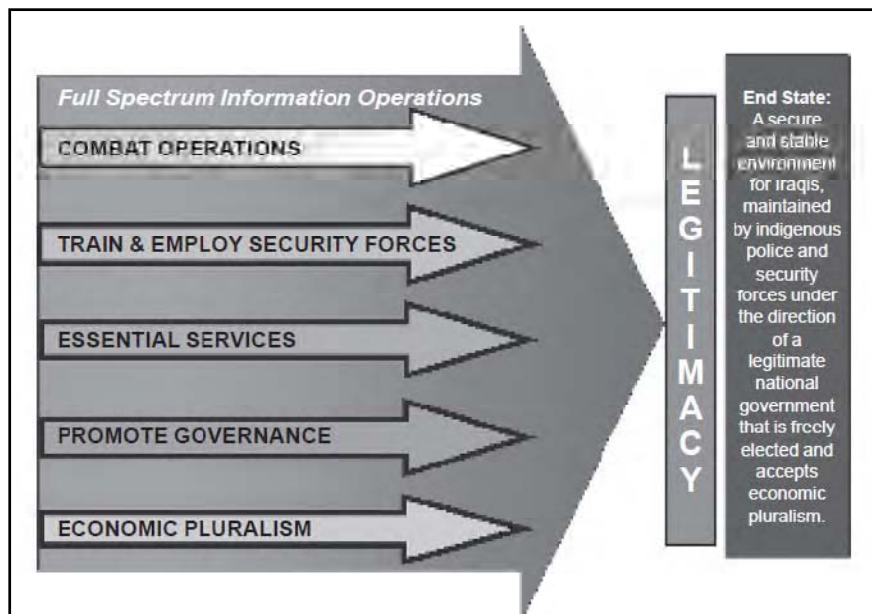 Full Spectrum Information Operations
COMBAT OPERATIONS
TRAIN & EMPLOY SECURITY FORCES
ESSENTIAL SERVICES
PROMOTE GOVERNANCE
ECONOMIC PLURALISM
LEGITIMACY
End State:
A secure
and stable
environment
for Iraqis,
maintained
by indigenous
police and
security
forces under
the direction
of a
legitimate
national
government
that is freely
elected and
accepts
economic
pluralism.